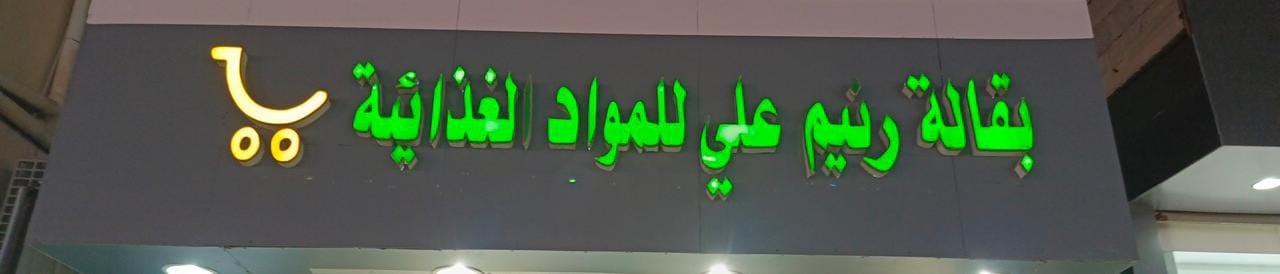 بقالة رنيم علي للمواد الغذائية